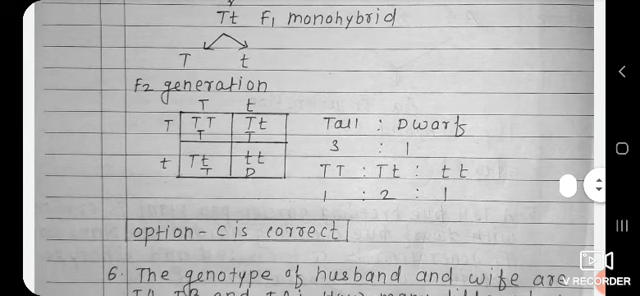 Tt F1 monohybrid
T t
F2 generation
T t
T TT Tt Tall : Dwarfs
T T 3 : 1
t Tt tt TT : Tt : tt
T D 1 : 2 : 1
option - c is correct
6. The genotype of husband and wife are
V RECORDER